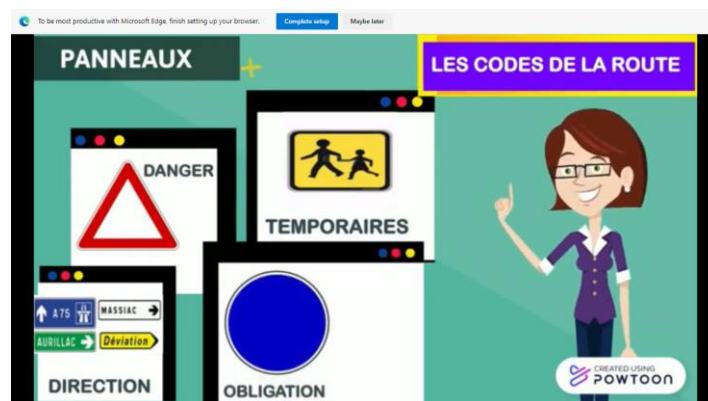 To be most productive with Microsoft Edge, finish setting up your browser.
Complete setup
Maybe later
PANNEAUX
LES CODES DE LA ROUTE
DANGER
TEMPORAIRES
A75
MASSIAC
AURILLAC
Déviation
DIRECTION
OBLIGATION
CREATED USING
POWTOON